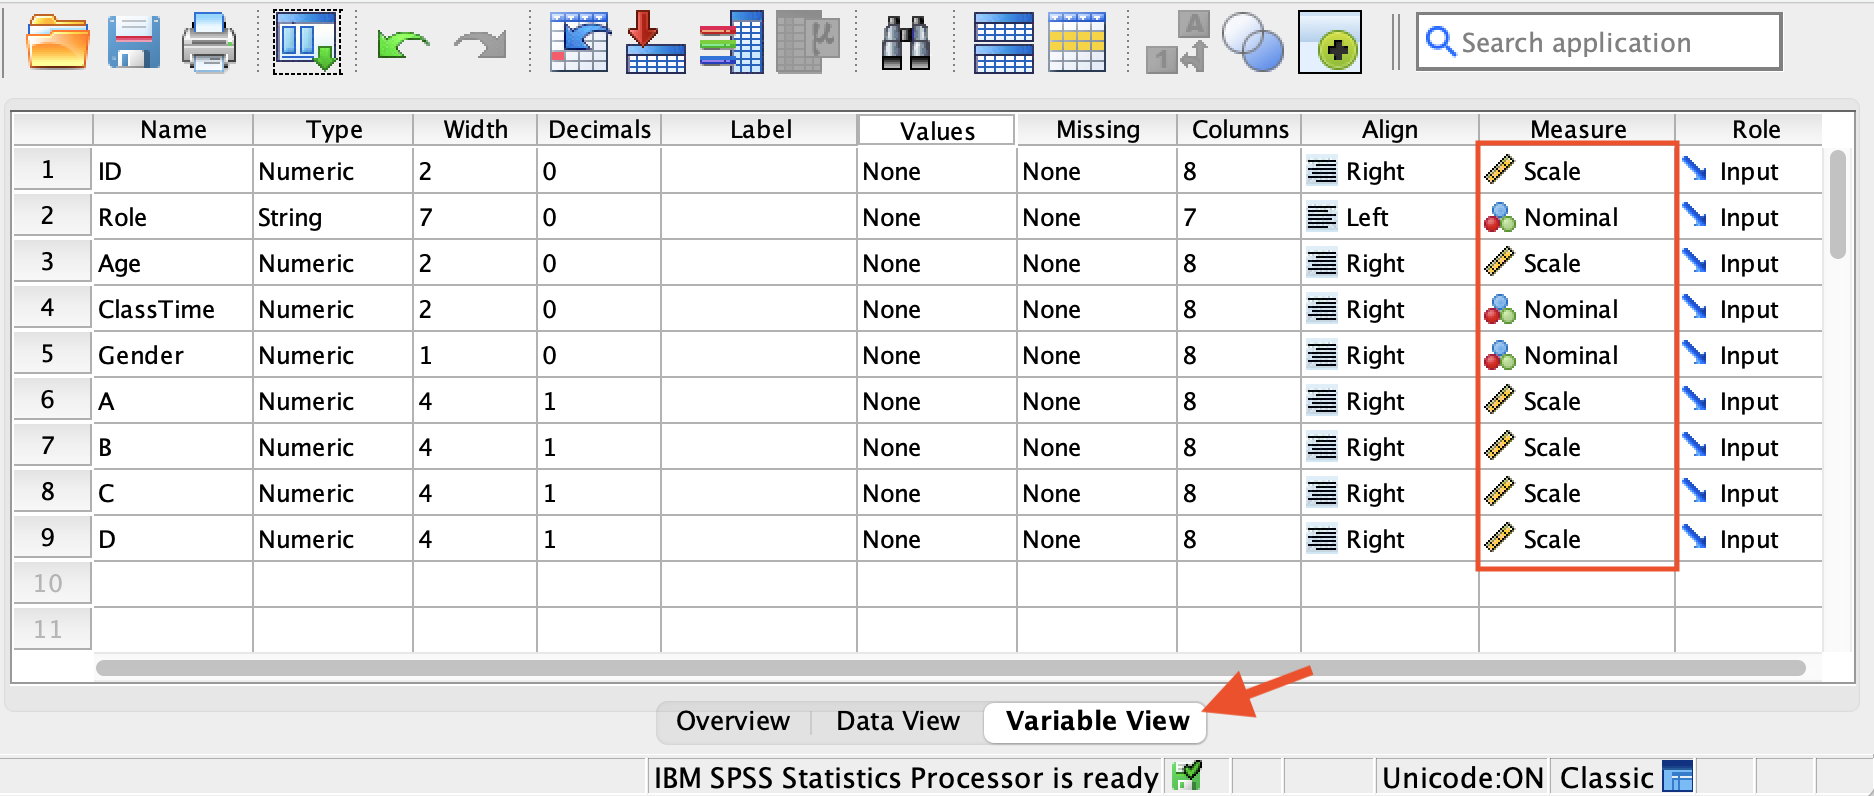 Search application
Name Type Width Decimals Label Values Missing Columns Align Measure Role
1 ID Numeric 2 0 None None 8 Right Scale Input
2 Role String 7 0 None None 7 Left Nominal Input
3 Age Numeric 2 0 None None 8 Right Scale Input
4 ClassTime Numeric 2 0 None None 8 Right Nominal Input
5 Gender Numeric 1 0 None None 8 Right Nominal Input
6 A Numeric 4 1 None None 8 Right Scale Input
7 B Numeric 4 1 None None 8 Right Scale Input
8 C Numeric 4 1 None None 8 Right Scale Input
9 D Numeric 4 1 None None 8 Right Scale Input
10
11
Overview Data View Variable View
IBM SPSS Statistics Processor is ready Unicode:ON Classic